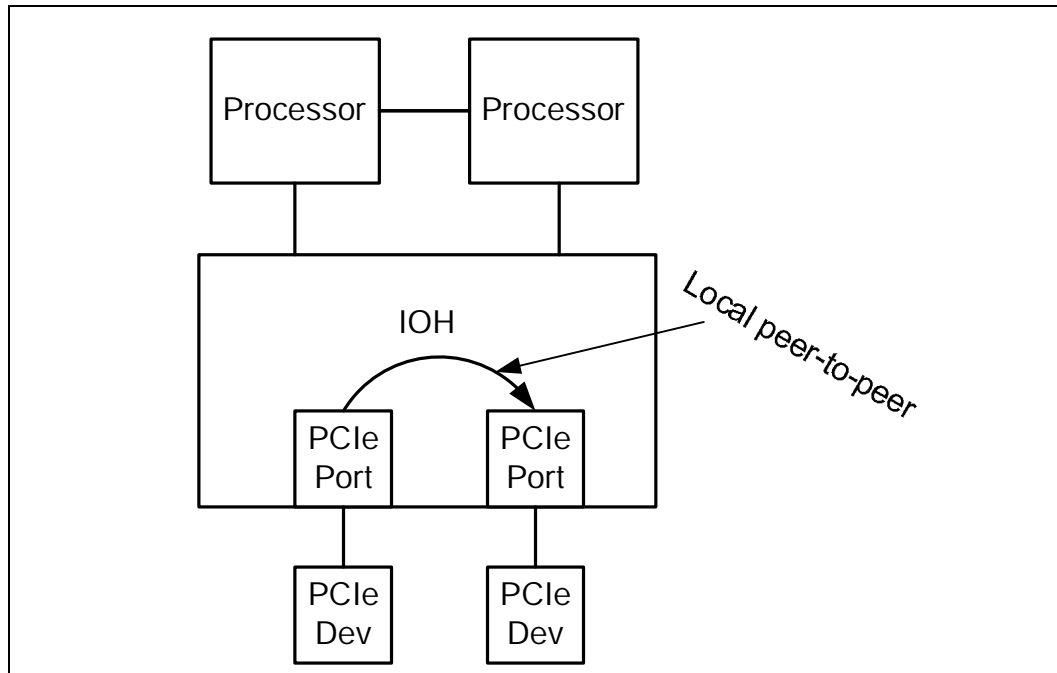 Processor
Processor
IOH
Local peer-to-peer
PCIe
Port
PCIe
Port
PCIe
Dev
PCIe
Dev